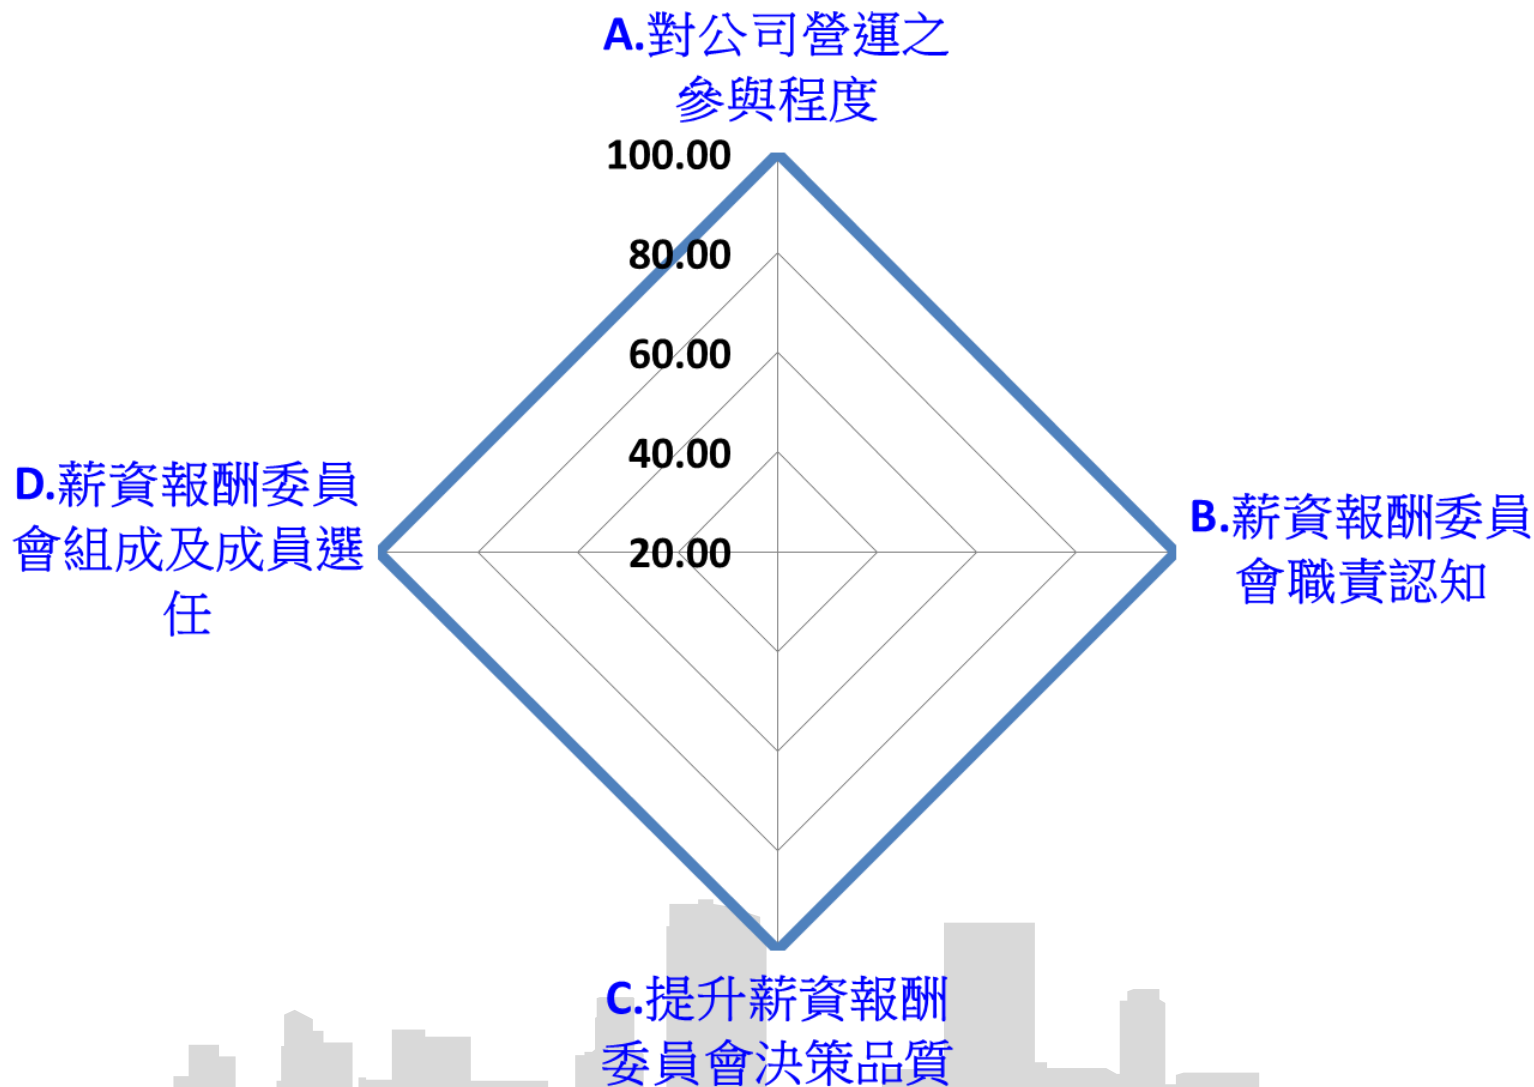 A.對公司營運之
參與程度
100.00
80.00
60.00
40.00
20.00
B.薪資報酬委員
會職責認知
C.提升薪資報酬
委員會決策品質
D.薪資報酬委員
會組成及成員選
任